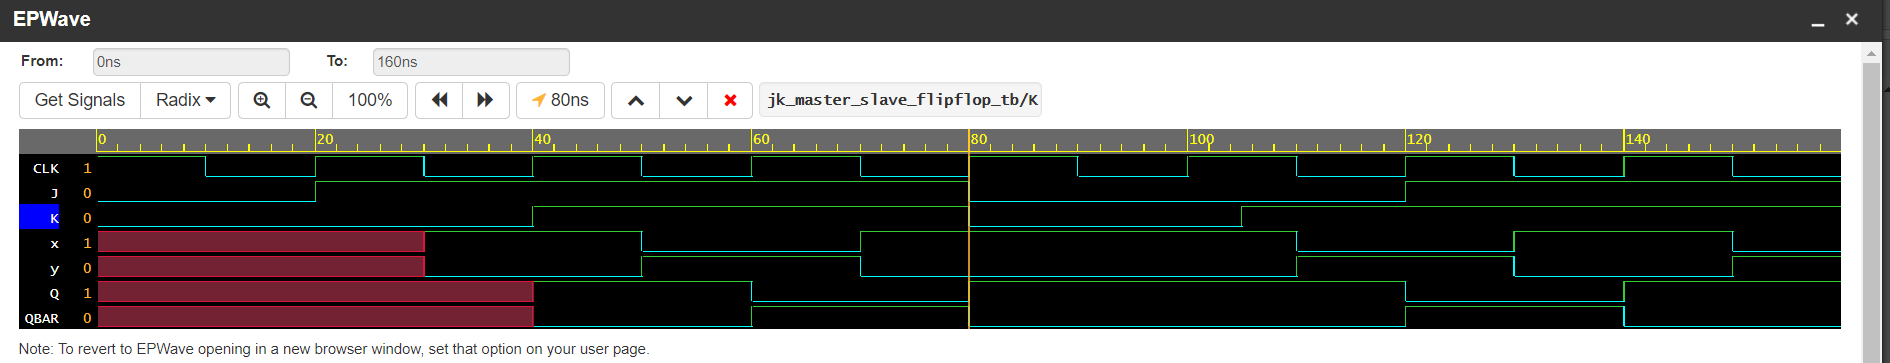 EPWave
From: 0ns To: 160ns
Get Signals Radix 100% 80ns jk_master_slave_flipflop_tb/K
0 20 40 60 80 100 120 140
CLK 1
J 0
K 0
x 1
y 0
Q 1
QBAR 0
Note: To revert to EPWave opening in a new browser window, set that option on your user page.